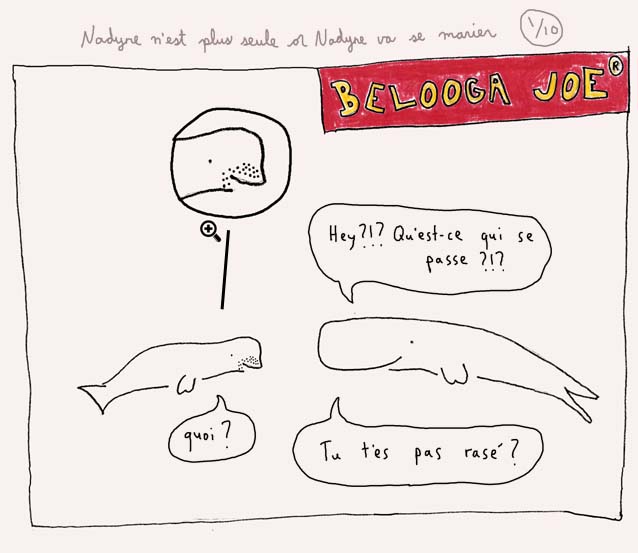 Nadyne n'est plus seule or Nadyne va se marier 1/10
BELOOGA JOE®
Hey?!? Qu'est-ce qui se
passe ?!?
quoi ?
Tu t'es pas rasé ?